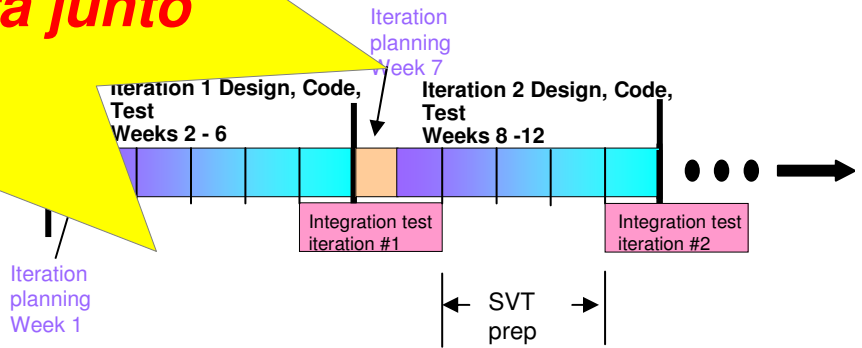 junto
Iteration
planning
Week 7
Iteration 1 Design, Code,
Test
Weeks 2 - 6
Iteration 2 Design, Code,
Test
Weeks 8 -12
Integration test
iteration #1
Integration test
iteration #2
Iteration
planning
Week 1
SVT
prep